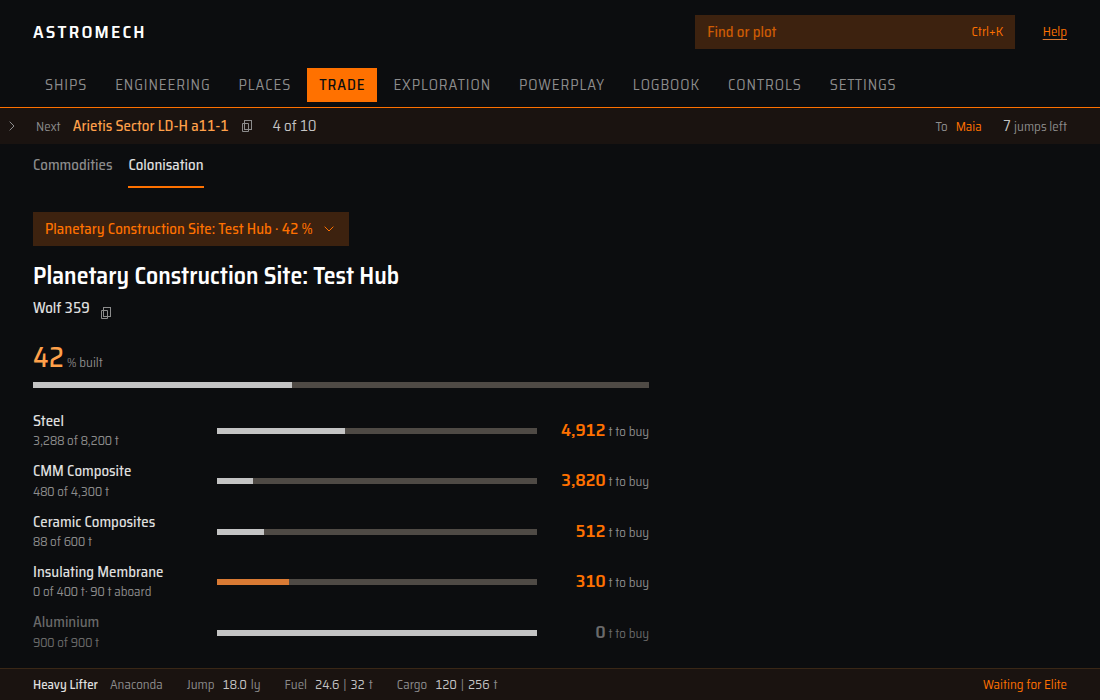 ASTROMECH
Find or plot Ctrl+K Help
SHIPS ENGINEERING PLACES TRADE EXPLORATION POWERPLAY LOGBOOK CONTROLS SETTINGS
Next Arietis Sector LD-H a11-1 4 of 10 To Maia 7 jumps left
Commodities Colonisation
Planetary Construction Site: Test Hub · 42 %
Planetary Construction Site: Test Hub
Wolf 359
42 % built
Steel
3,288 of 8,200 t
4,912 t to buy
CMM Composite
480 of 4,300 t
3,820 t to buy
Ceramic Composites
88 of 600 t
512 t to buy
Insulating Membrane
0 of 400 t · 90 t aboard
310 t to buy
Aluminium
900 of 900 t
0 t to buy
Heavy Lifter Anaconda Jump 18.0 ly Fuel 24.6 | 32 t Cargo 120 | 256 t Waiting for Elite